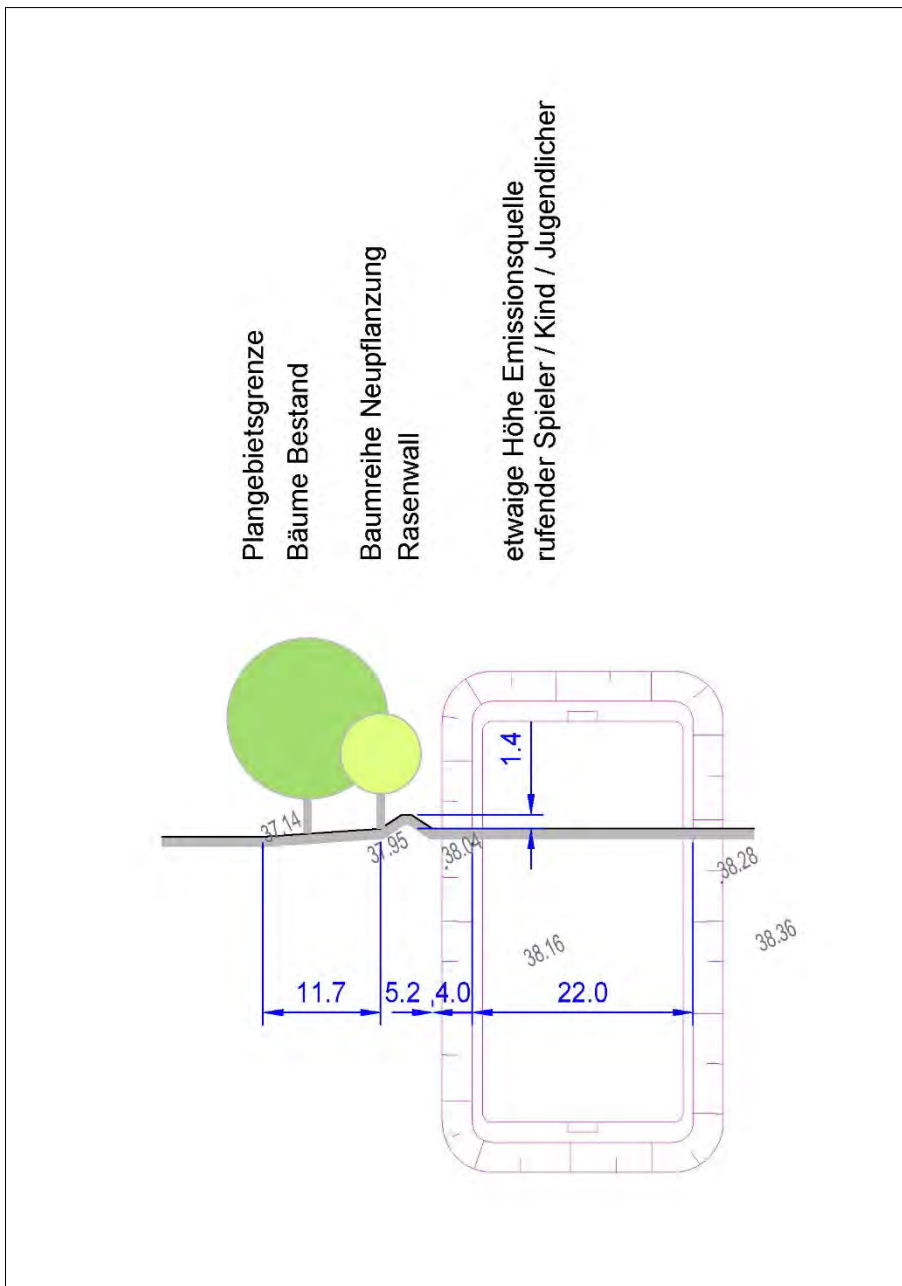 Plangebietsgrenze
Bäume Bestand
Baumreihe Neupflanzung
Rasenwall
etwaige Höhe Emissionsquelle
rufender Spieler / Kind / Jugendlicher
1.4
37.14
37.95
.38.04
.38.28
38.16
38.36
11.7
5.2
4.0
22.0